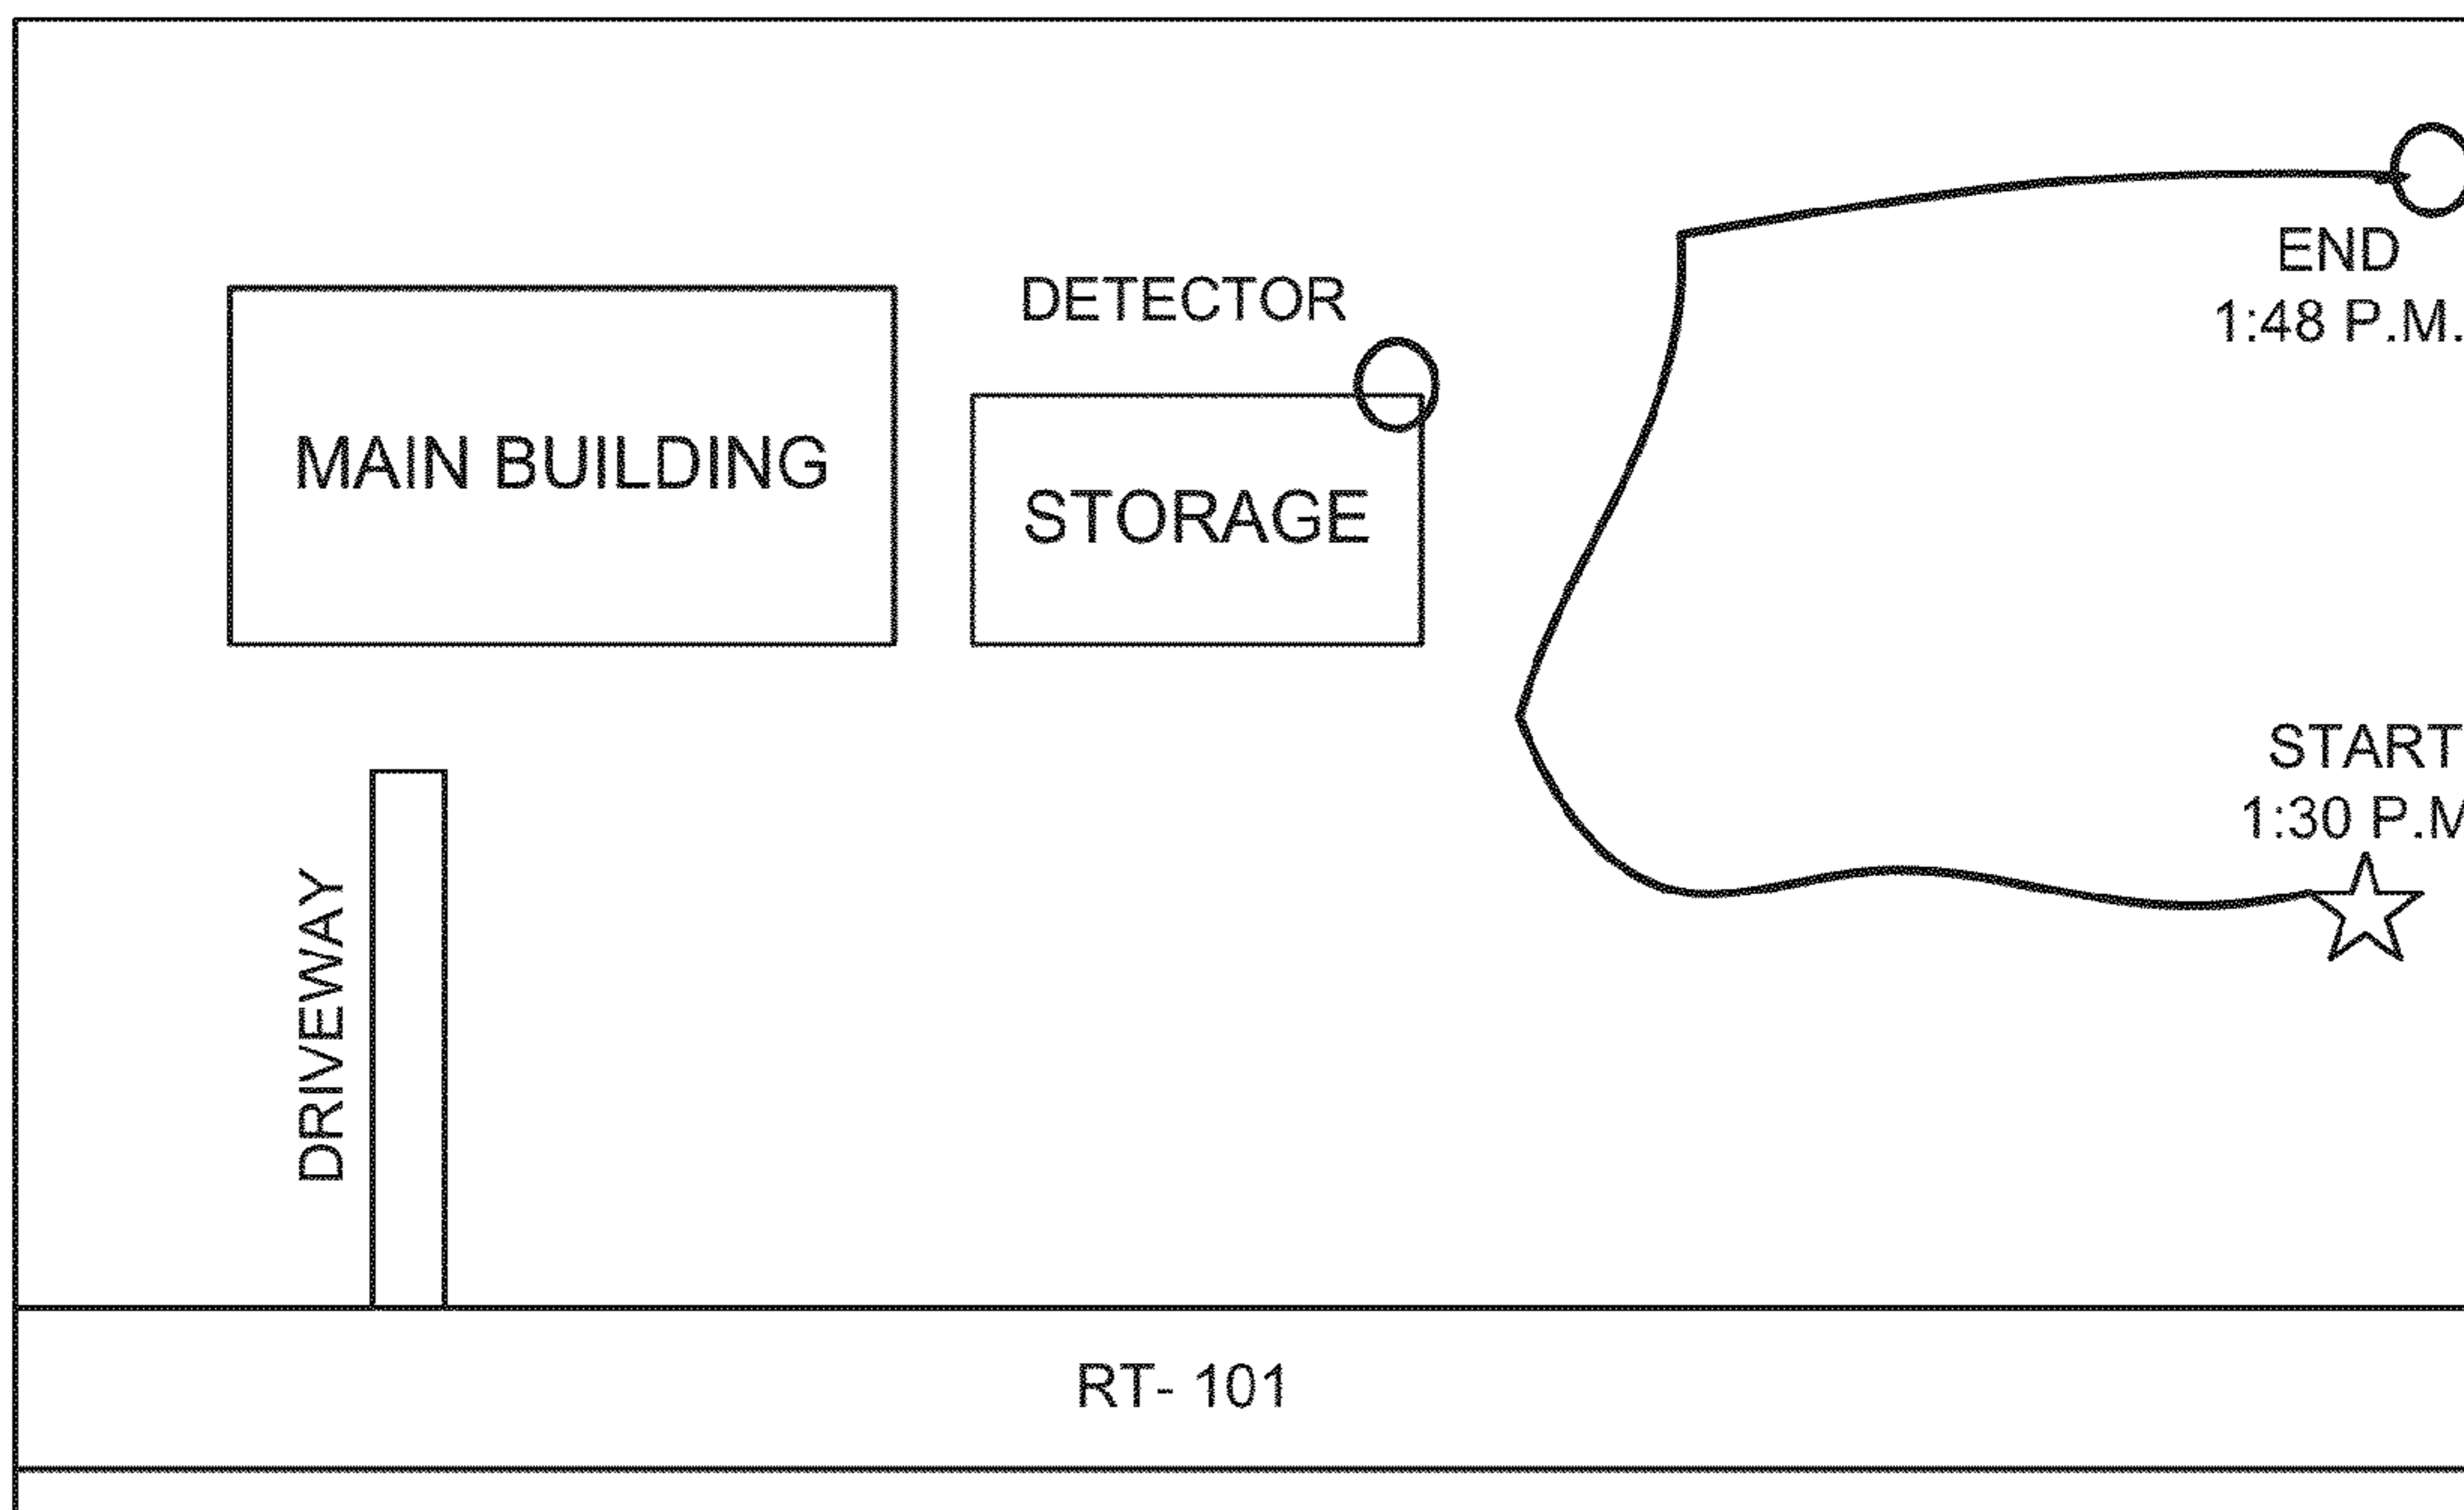 END
1:48 P.M.
DETECTOR
MAIN BUILDING
STORAGE
START
1:30 P.M
DRIVEWAY
RT- 101